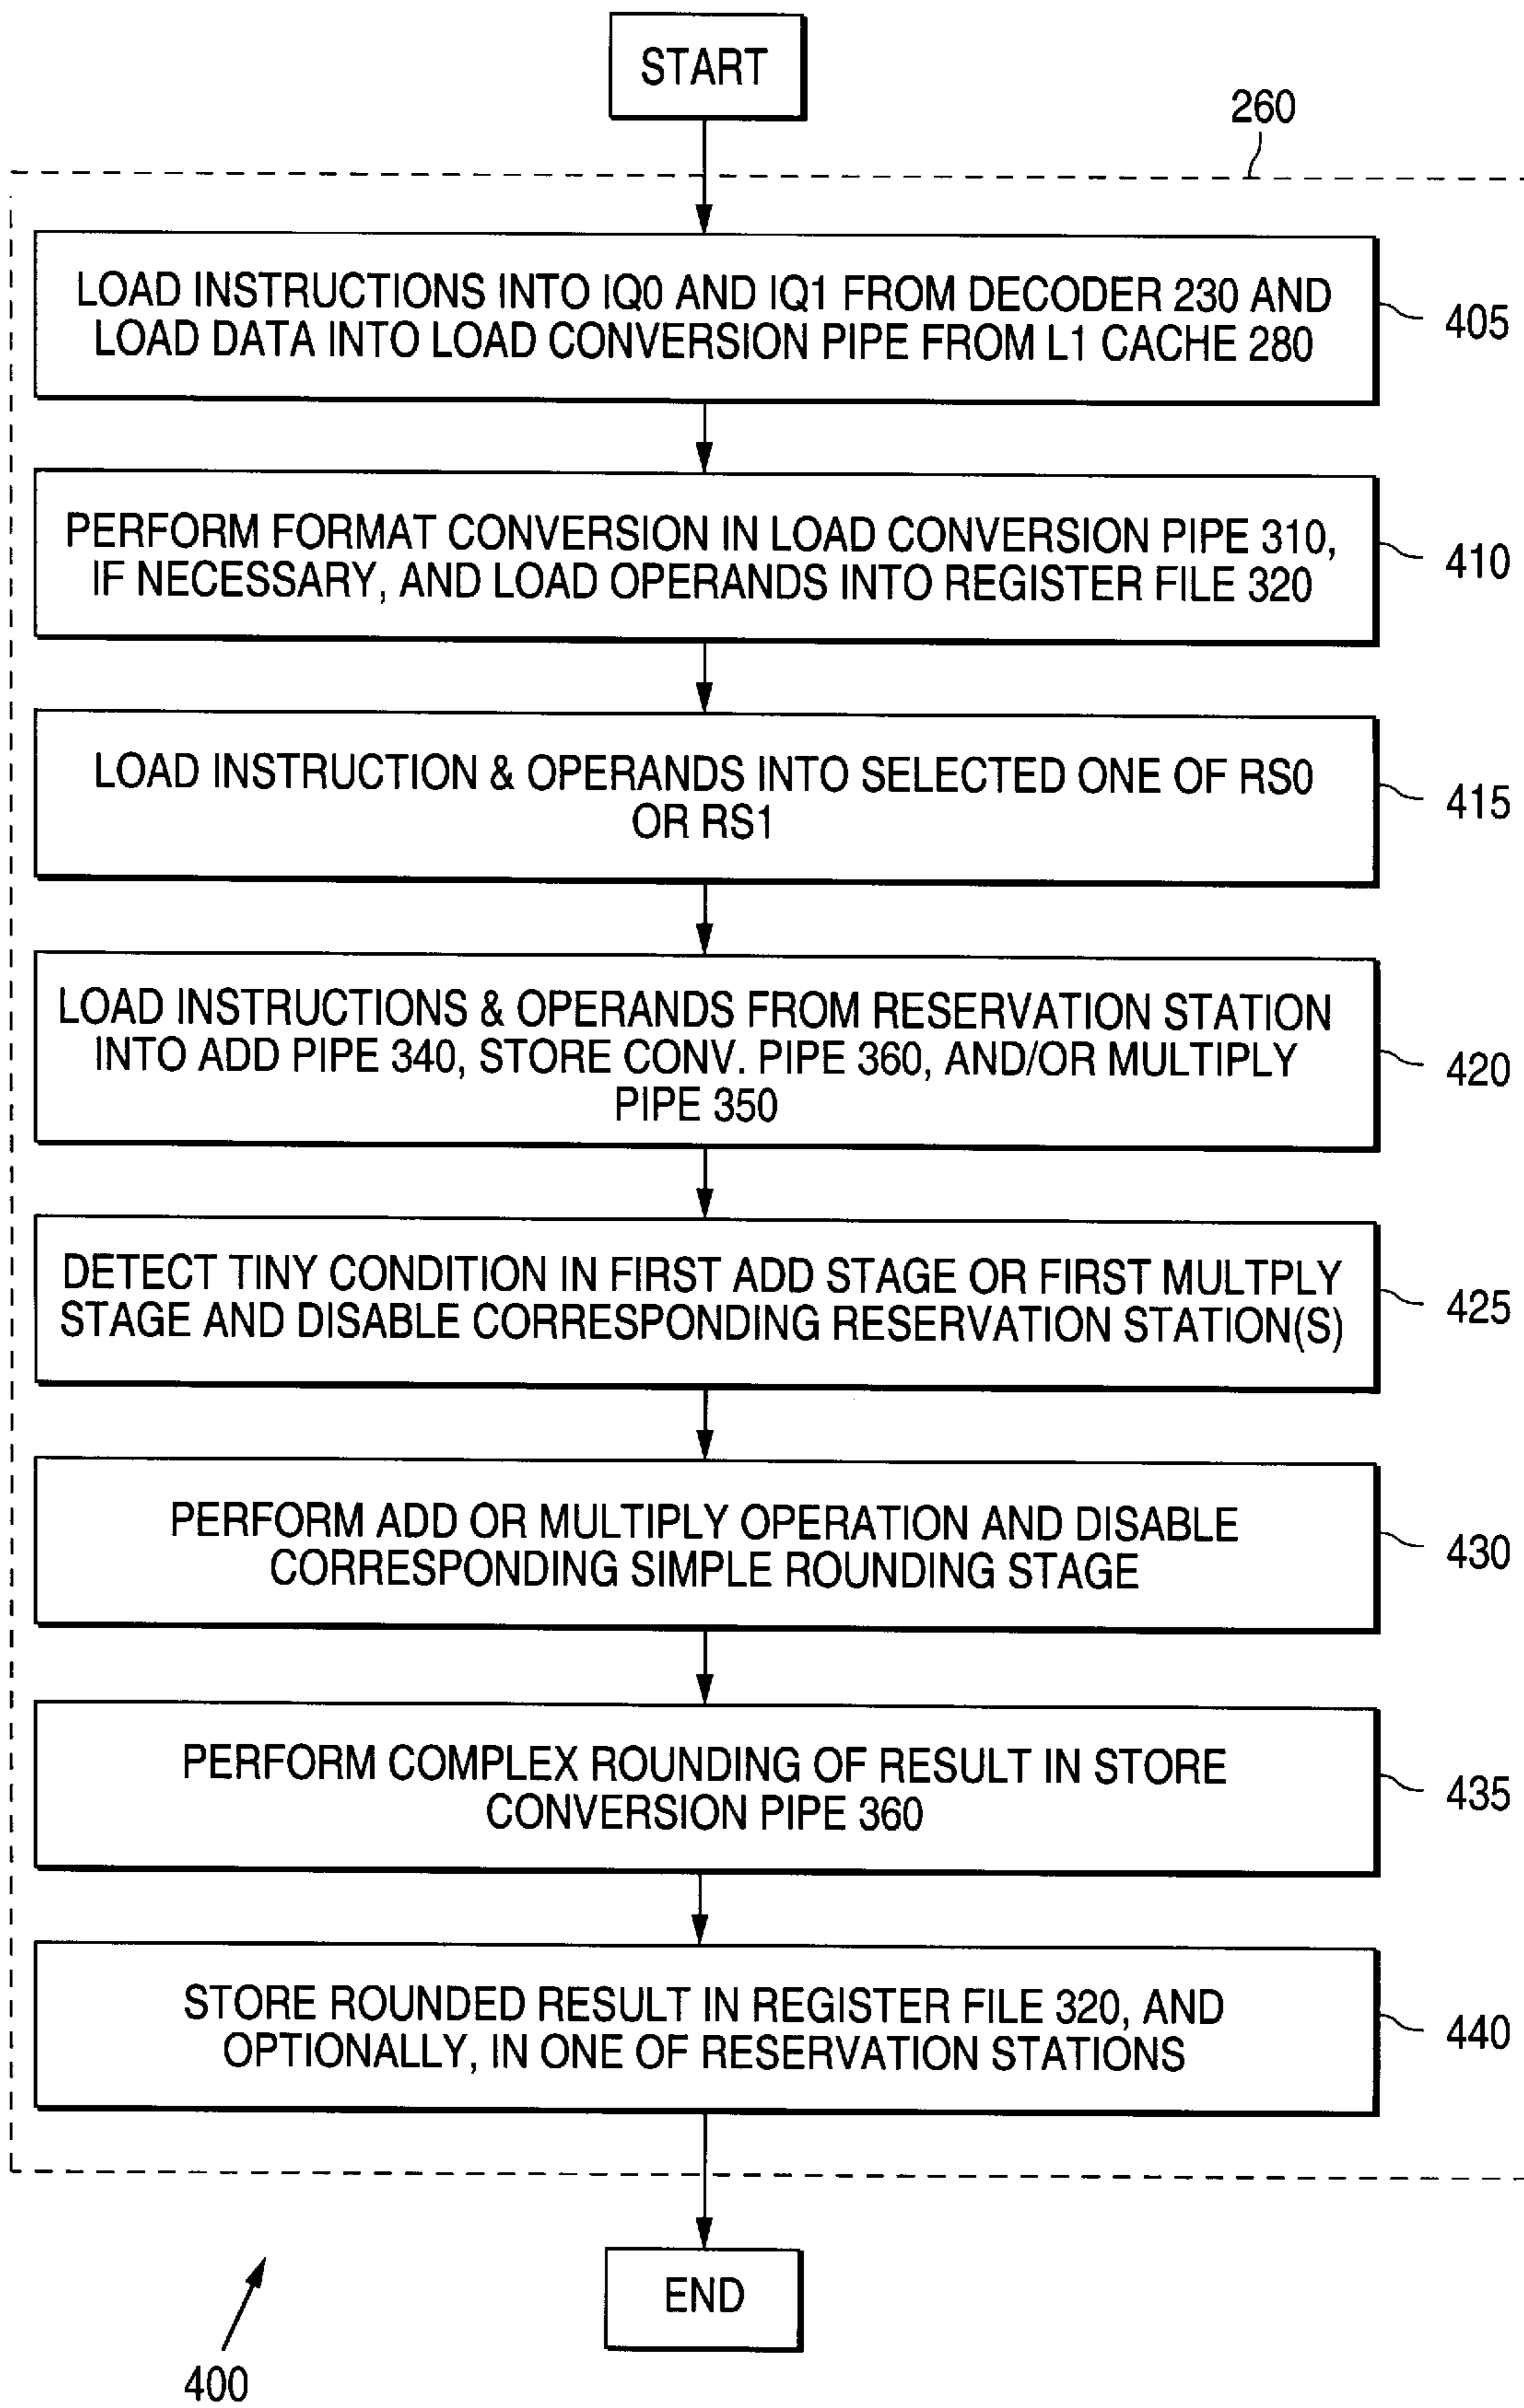 START
260
LOAD INSTRUCTIONS INTO IQ0 AND IQ1 FROM DECODER 230 AND
LOAD DATA INTO LOAD CONVERSION PIPE FROM L1 CACHE 280
405
PERFORM FORMAT CONVERSION IN LOAD CONVERSION PIPE 310,
IF NECESSARY, AND LOAD OPERANDS INTO REGISTER FILE 320
410
LOAD INSTRUCTION & OPERANDS INTO SELECTED ONE OF RS0
OR RS1
415
LOAD INSTRUCTIONS & OPERANDS FROM RESERVATION STATION
INTO ADD PIPE 340, STORE CONV. PIPE 360, AND/OR MULTIPLY
PIPE 350
420
DETECT TINY CONDITION IN FIRST ADD STAGE OR FIRST MULTPLY
STAGE AND DISABLE CORRESPONDING RESERVATION STATION(S)
425
PERFORM ADD OR MULTIPLY OPERATION AND DISABLE
CORRESPONDING SIMPLE ROUNDING STAGE
430
PERFORM COMPLEX ROUNDING OF RESULT IN STORE
CONVERSION PIPE 360
435
STORE ROUNDED RESULT IN REGISTER FILE 320, AND
OPTIONALLY, IN ONE OF RESERVATION STATIONS
440
END
400